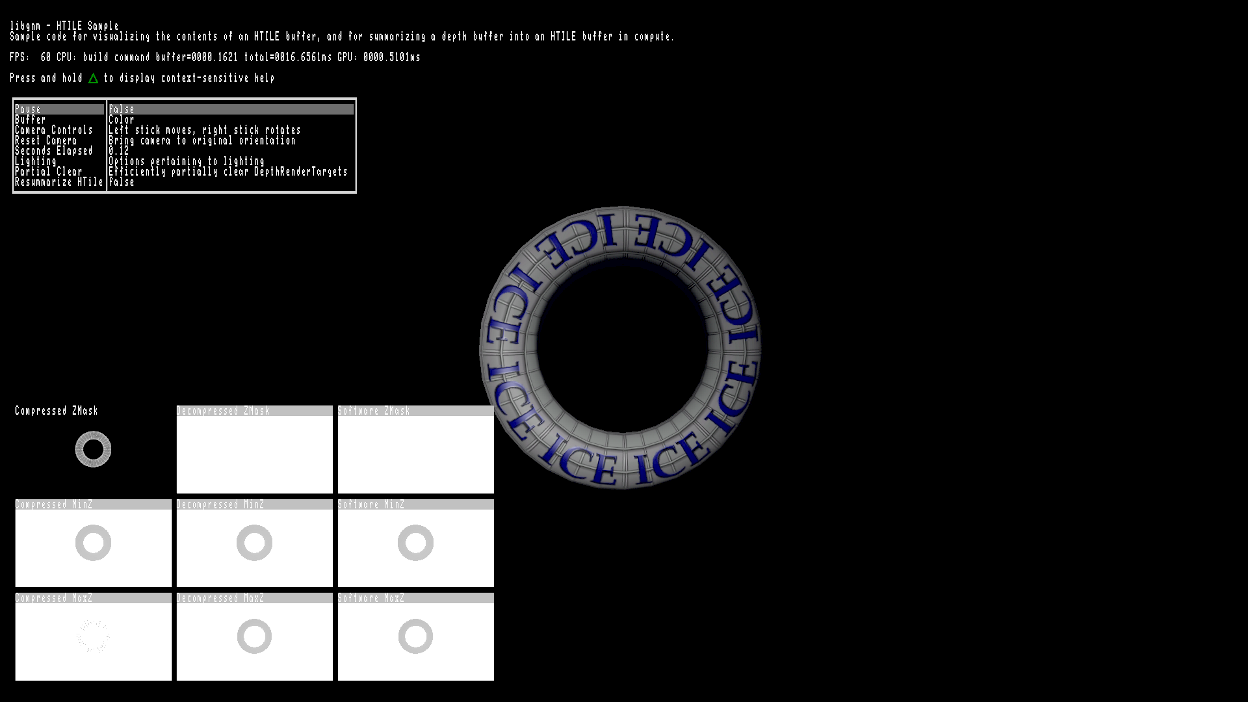 libgnm - HTILE Sample
Sample code for visualizing the contents of an HTILE buffer, and for summarizing a depth buffer into an HTILE buffer in compute.
FPS: 60 CPU: build command buffer=0000.1621 total=0016.6561ms GPU: 0000.5101ms
Press and hold △ to display context-sensitive help
Pause False
Buffer Color
Camera Controls Left stick moves, right stick rotates
Reset Camera Bring camera to original orientation
Seconds Elapsed 0.12
Lighting Options pertaining to lighting
Partial Clear Efficiently partially clear DepthRenderTargets
Resummarize HTile False
ICE ICE ICE ICE ICE ICE ICE ICE
Compressed ZMask Decompressed ZMask Software ZMask
Compressed MinZ Decompressed MinZ Software MinZ
Compressed MaxZ Decompressed MaxZ Software MaxZ